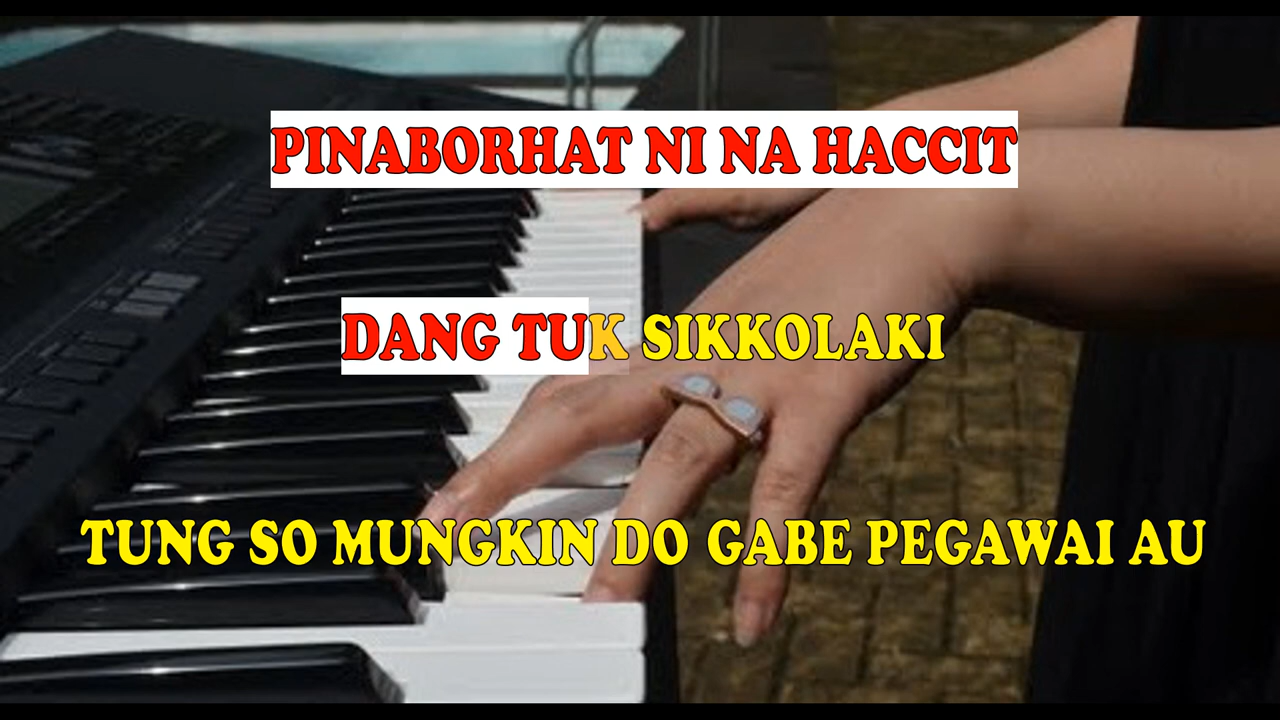 PINABORHAT NI NA HACCIT
DANG TUK SIKKOLAKI
TUNG SO MUNGKIN DO GABE PEGAWAI AU